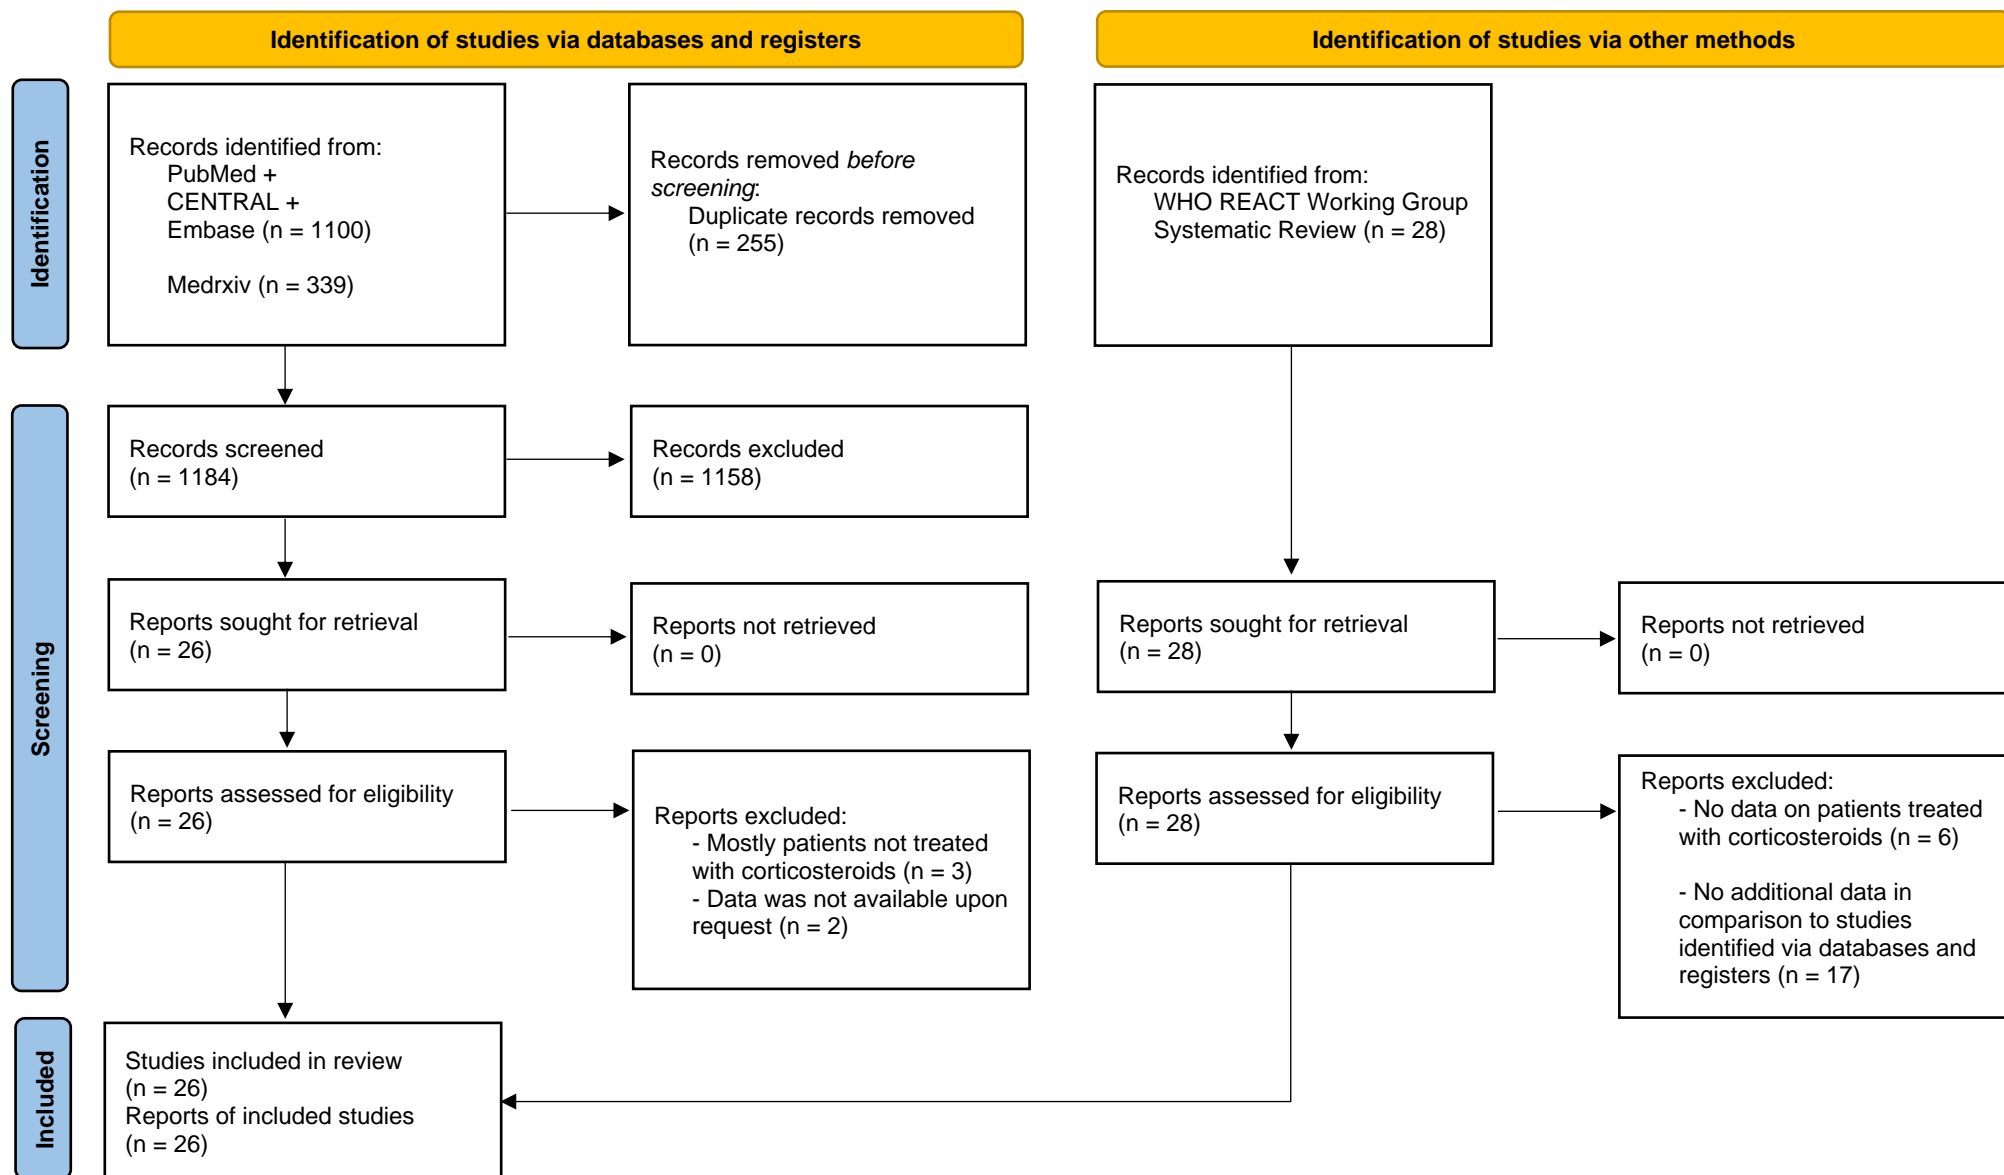 Identification of studies via databases and registers
Identification of studies via other methods
Identification
Records identified from:
PubMed +
CENTRAL +
Embase (n = 1100)
Medrxiv (n = 339)
Records removed before
screening:
Duplicate records removed
(n = 255)
Records identified from:
WHO REACT Working Group
Systematic Review (n = 28)
Screening
Records screened
(n = 1184)
Records excluded
(n = 1158)
Reports sought for retrieval
(n = 26)
Reports not retrieved
(n = 0)
Reports sought for retrieval
(n = 28)
Reports not retrieved
(n = 0)
Reports assessed for eligibility
(n = 26)
Reports excluded:
- Mostly patients not treated
with corticosteroids (n = 3)
- Data was not available upon
request (n = 2)
Reports assessed for eligibility
(n = 28)
Reports excluded:
- No data on patients treated
with corticosteroids (n = 6)
- No additional data in
comparison to studies
identified via databases and
registers (n = 17)
Included
Studies included in review
(n = 26)
Reports of included studies
(n = 26)